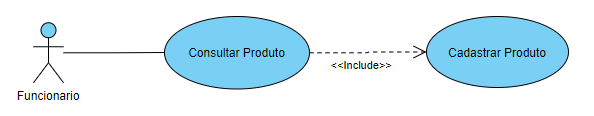 Consultar Produto
Cadastrar Produto
<<Include>>
Funcionario